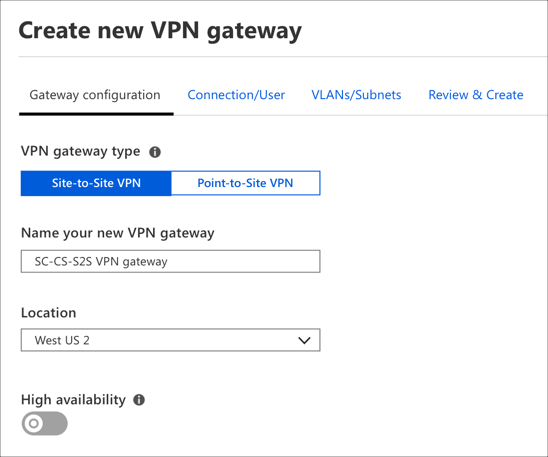 Create new VPN gateway
Gateway configuration Connection/User VLANs/Subnets Review & Create
VPN gateway type
Site-to-Site VPN Point-to-Site VPN
Name your new VPN gateway
SC-CS-S2S VPN gateway
Location
West US 2
High availability